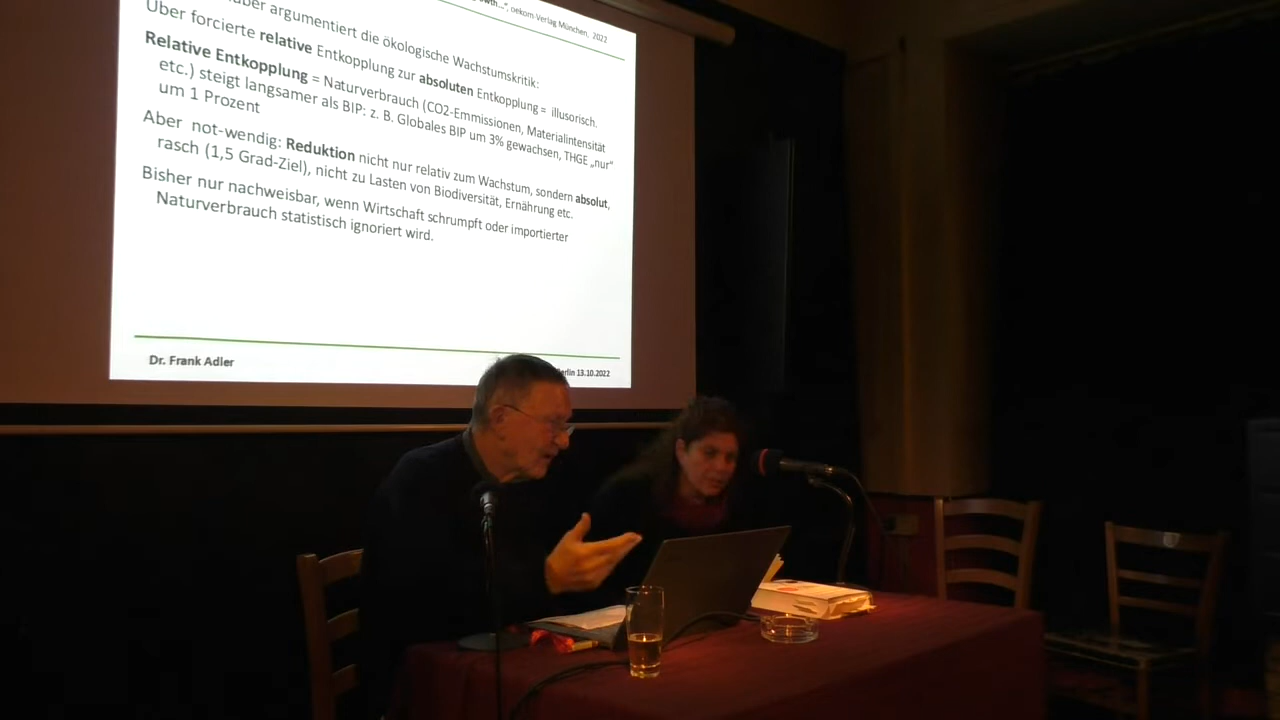 argumentiert die ökologische Wachstumskritik:
oekom-Verlag München, 2022
Über forcierte relative Entkopplung zur absoluten Entkopplung = illusorisch.
Relative Entkopplung = Naturverbrauch (CO2-Emmissionen, Materialintensität
etc.) steigt langsamer als BIP: z. B. Globales BIP um 3% gewachsen, THGE „nur“
um 1 Prozent
Aber not-wendig: Reduktion nicht nur relativ zum Wachstum, sondern absolut,
rasch (1,5 Grad-Ziel), nicht zu Lasten von Biodiversität, Ernährung etc.
Bisher nur nachweisbar, wenn Wirtschaft schrumpft oder importierter
Naturverbrauch statistisch ignoriert wird.
Dr. Frank Adler
13.10.2022